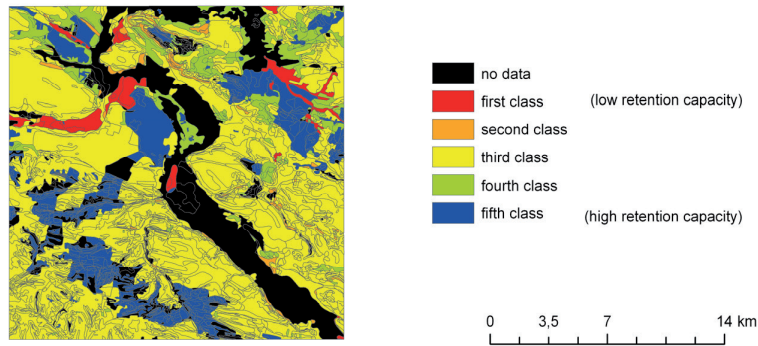 no data
first class (low retention capacity)
second class
third class
fourth class
fifth class (high retention capacity)
0 3,5 7 14 km